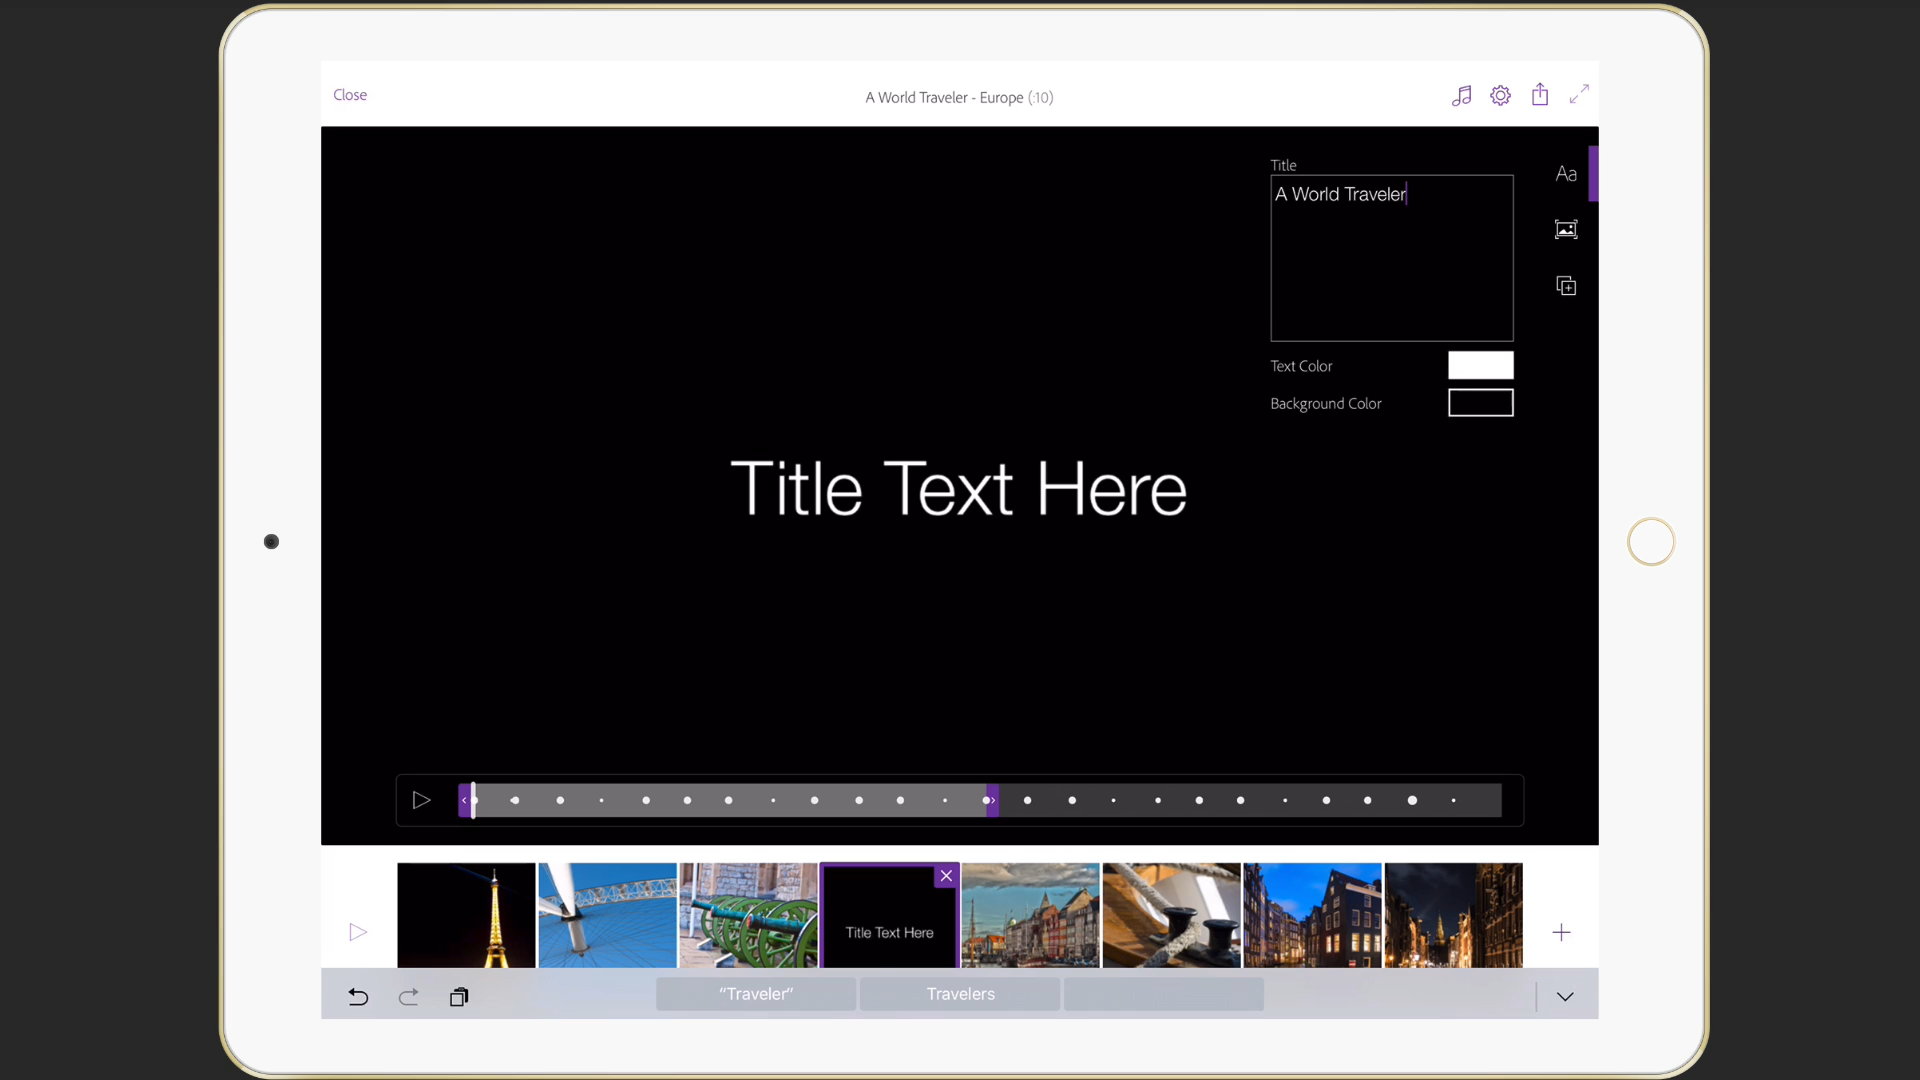 Close
A World Traveler - Europe (:10)
Title
Aa
A World Traveler
Text Color
Background Color
Title Text Here
Title Text Here
“Traveler”
Travelers